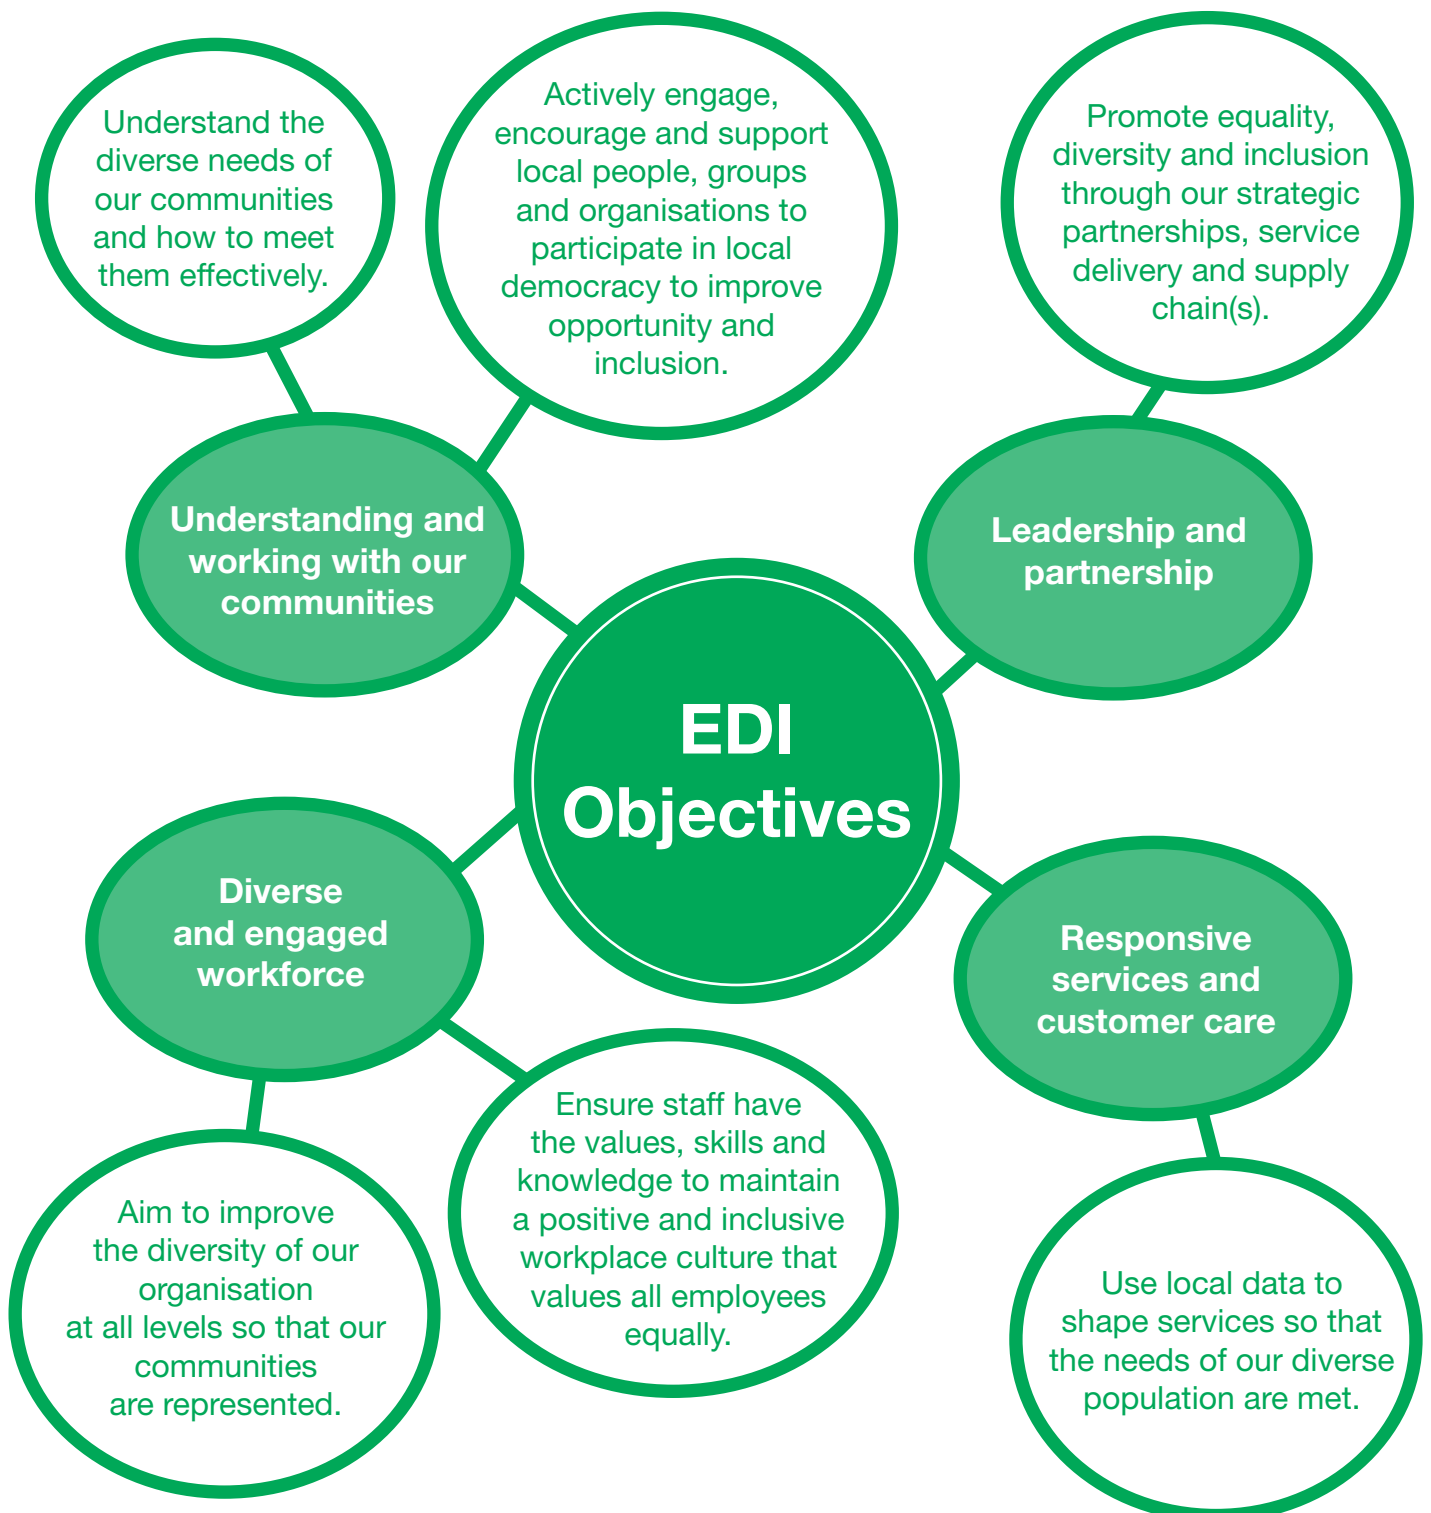 Understand the
diverse needs of
our communities
and how to meet
them effectively.
Actively engage,
encourage and support
local people, groups
and organisations to
participate in local
democracy to improve
opportunity and
inclusion.
Promote equality,
diversity and inclusion
through our strategic
partnerships, service
delivery and supply
chain(s).
Understanding and
working with our
communities
Leadership and
partnership
EDI
Objectives
Diverse
and engaged
workforce
Responsive
services and
customer care
Aim to improve
the diversity of our
organisation
at all levels so that our
communities
are represented.
Ensure staff have
the values, skills and
knowledge to maintain
a positive and inclusive
workplace culture that
values all employees
equally.
Use local data to
shape services so that
the needs of our diverse
population are met.